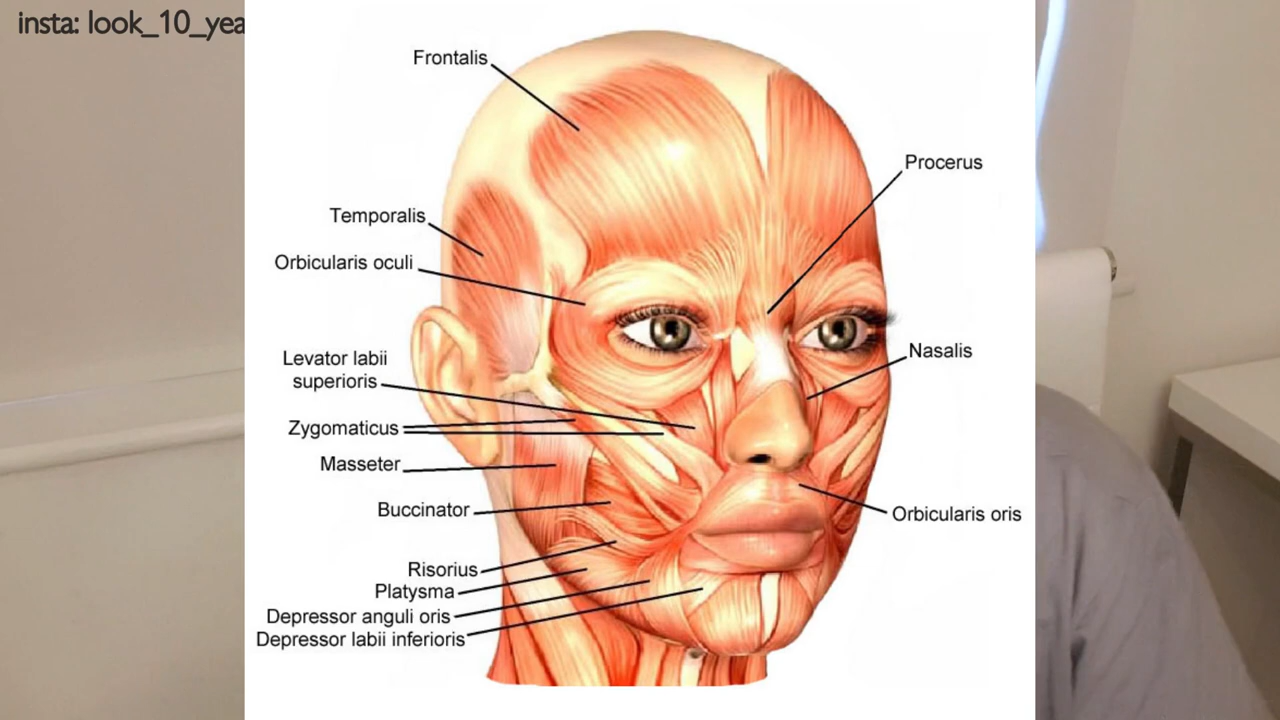 insta: look_10_yea
Frontalis
Procerus
Temporalis
Orbicularis oculi
Nasalis
Levator labii
superioris
Zygomaticus
Masseter
Buccinator
Orbicularis oris
Risorius
Platysma
Depressor anguli oris
Depressor labii inferioris